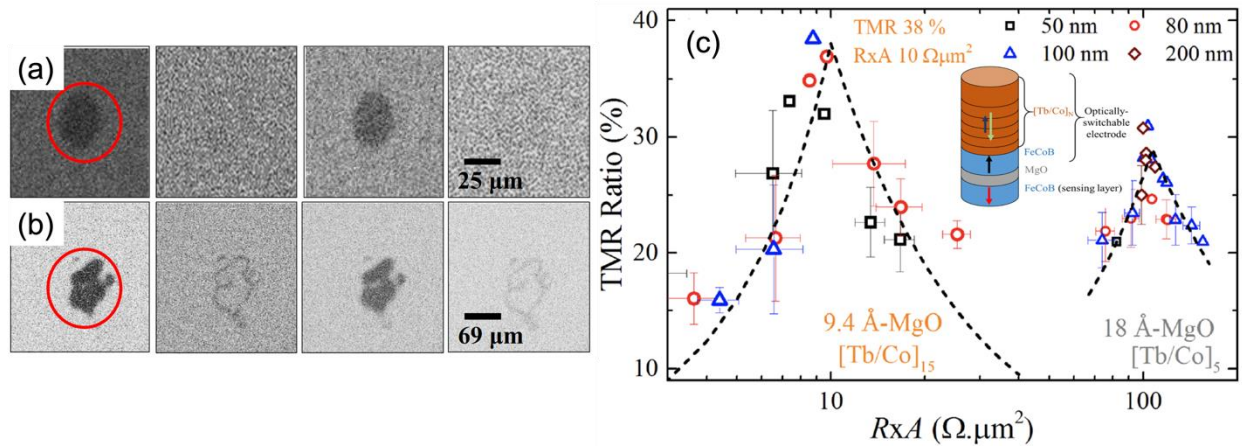 (a)
25 μm
(b)
69 μm
(c)
TMR 38 %
RxA 10 Ωμm²
50 nm
80 nm
100 nm
200 nm
[Tb/Co]N
Optically-
switchable
electrode
FeCoB
MgO
FeCoB (sensing layer)
TMR Ratio (%)
40
30
20
10
9.4 Å-MgO
[Tb/Co]15
18 Å-MgO
[Tb/Co]5
10
100
RxA (Ω.μm²)